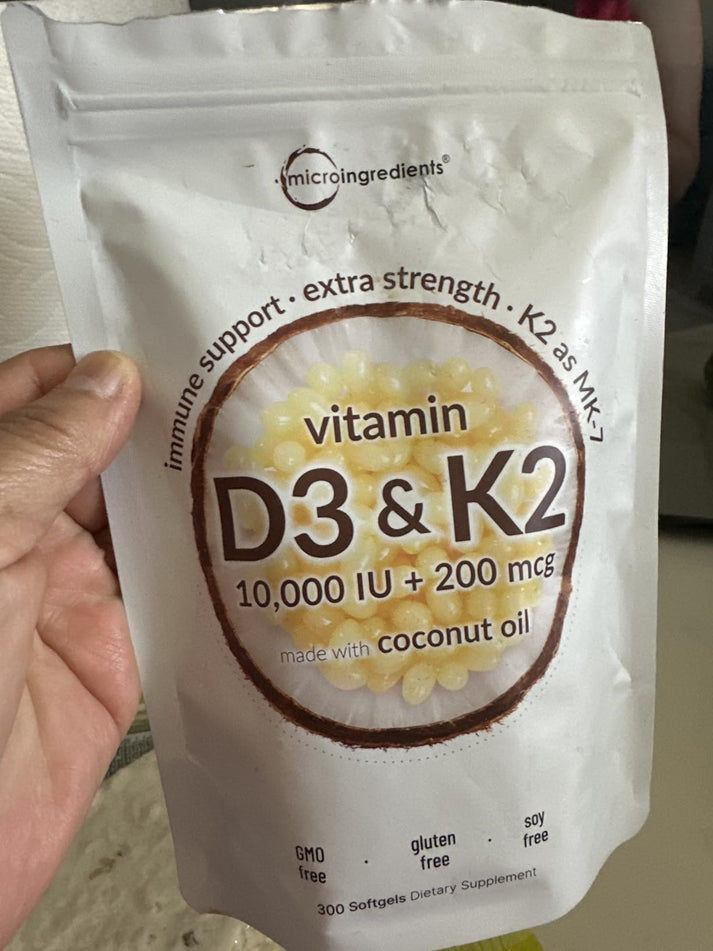 microingredients®
immune support · extra strength · K2 as MK-7
vitamin
D3 & K2
10,000 IU + 200 mcg
made with coconut oil
GMO free · gluten free · soy free
300 Softgels Dietary Supplement